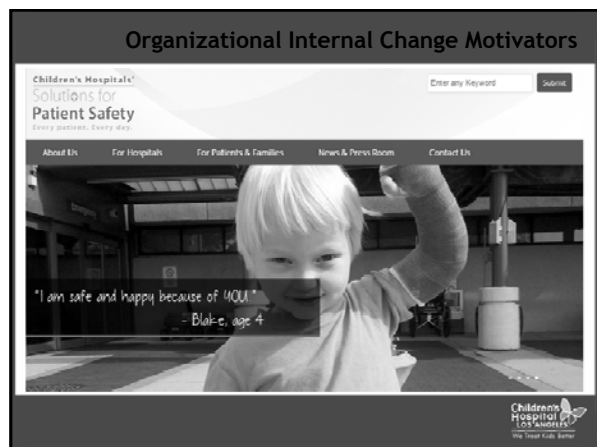 Organizational Internal Change Motivators
Children's Hospitals'
Solutions for
Patient Safety
Every patient. Every day.
Enter any Keyword
Submit
About Us
For Hospitals
For Patients & Families
News & Press Room
Contact Us
"I am safe and happy because of YOU."
- Blake, age 4
Children's
Hospital
LOS ANGELES
We Treat Kids Better